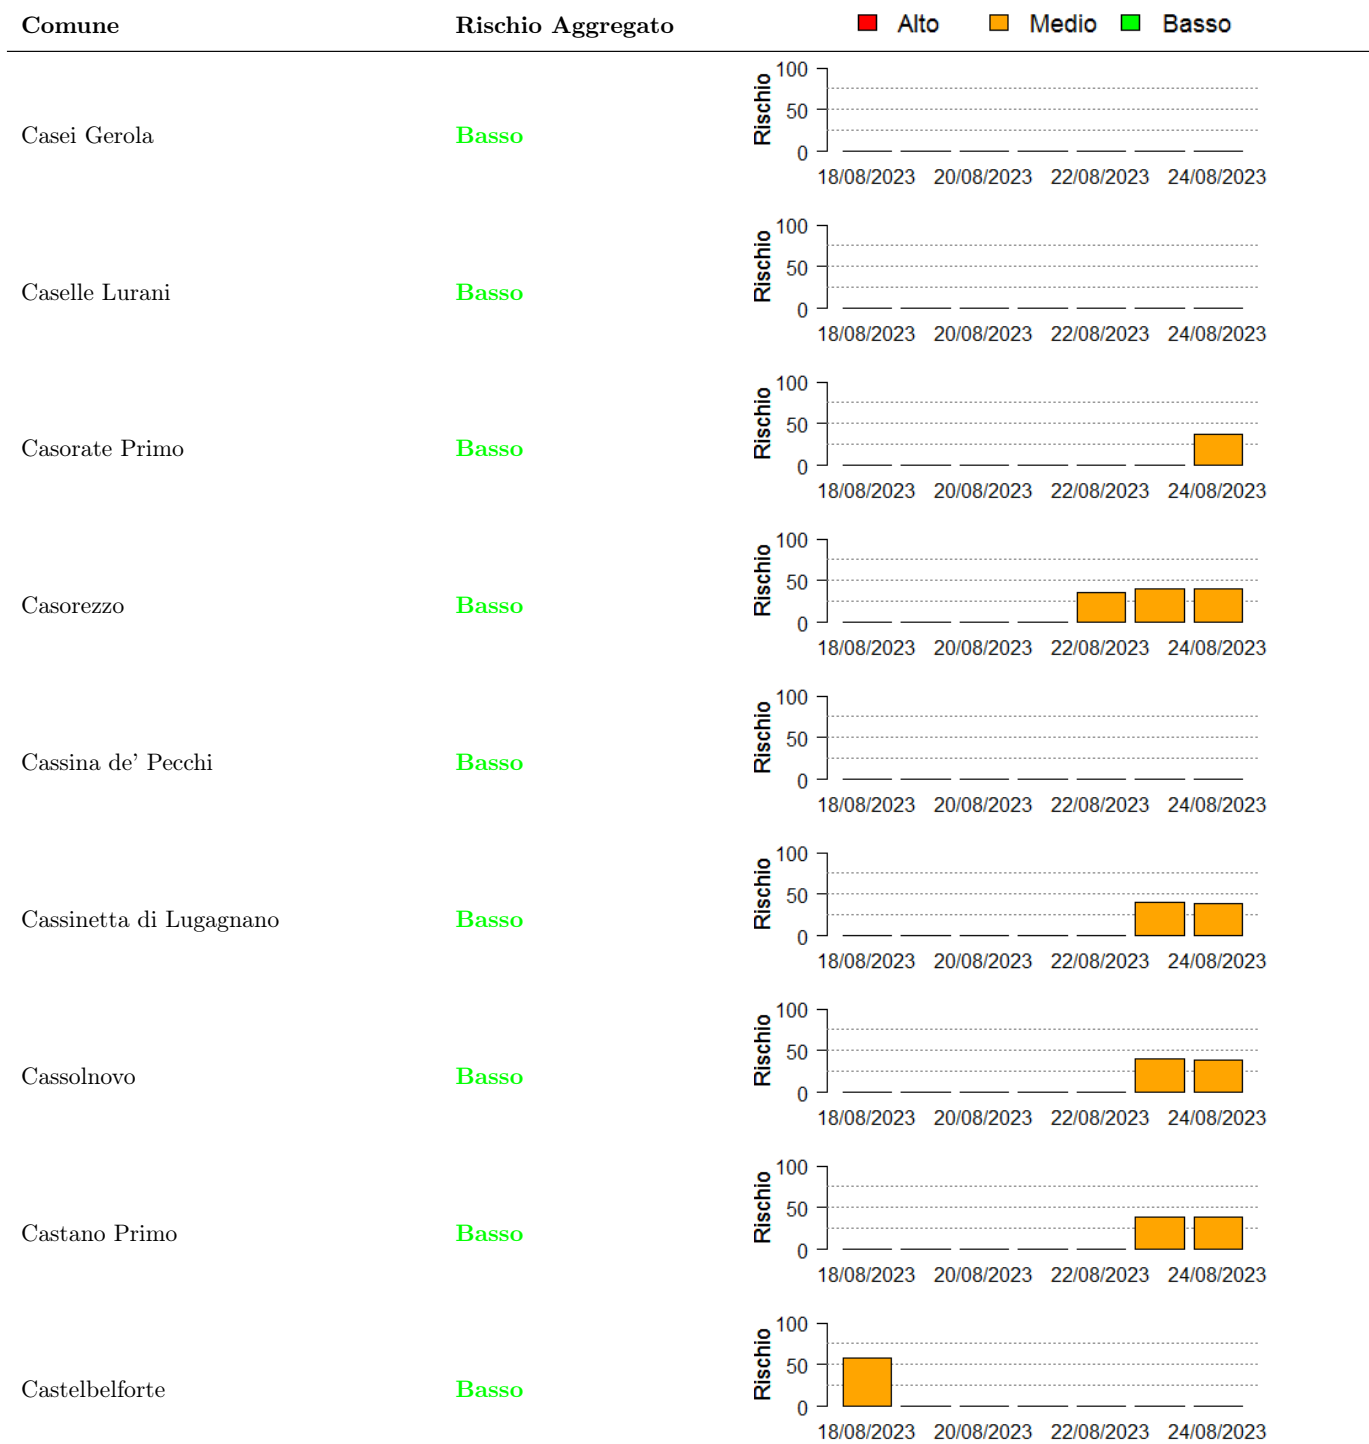 Comune Rischio Aggregato Alto Medio Basso
Casei Gerola Basso
Rischio
100
50
0
18/08/2023 20/08/2023 22/08/2023 24/08/2023
Caselle Lurani Basso
Rischio
100
50
0
18/08/2023 20/08/2023 22/08/2023 24/08/2023
Casorate Primo Basso
Rischio
100
50
0
18/08/2023 20/08/2023 22/08/2023 24/08/2023
Casorezzo Basso
Rischio
100
50
0
18/08/2023 20/08/2023 22/08/2023 24/08/2023
Cassina de' Pecchi Basso
Rischio
100
50
0
18/08/2023 20/08/2023 22/08/2023 24/08/2023
Cassinetta di Lugagnano Basso
Rischio
100
50
0
18/08/2023 20/08/2023 22/08/2023 24/08/2023
Cassolnovo Basso
Rischio
100
50
0
18/08/2023 20/08/2023 22/08/2023 24/08/2023
Castano Primo Basso
Rischio
100
50
0
18/08/2023 20/08/2023 22/08/2023 24/08/2023
Castelbelforte Basso
Rischio
100
50
0
18/08/2023 20/08/2023 22/08/2023 24/08/2023